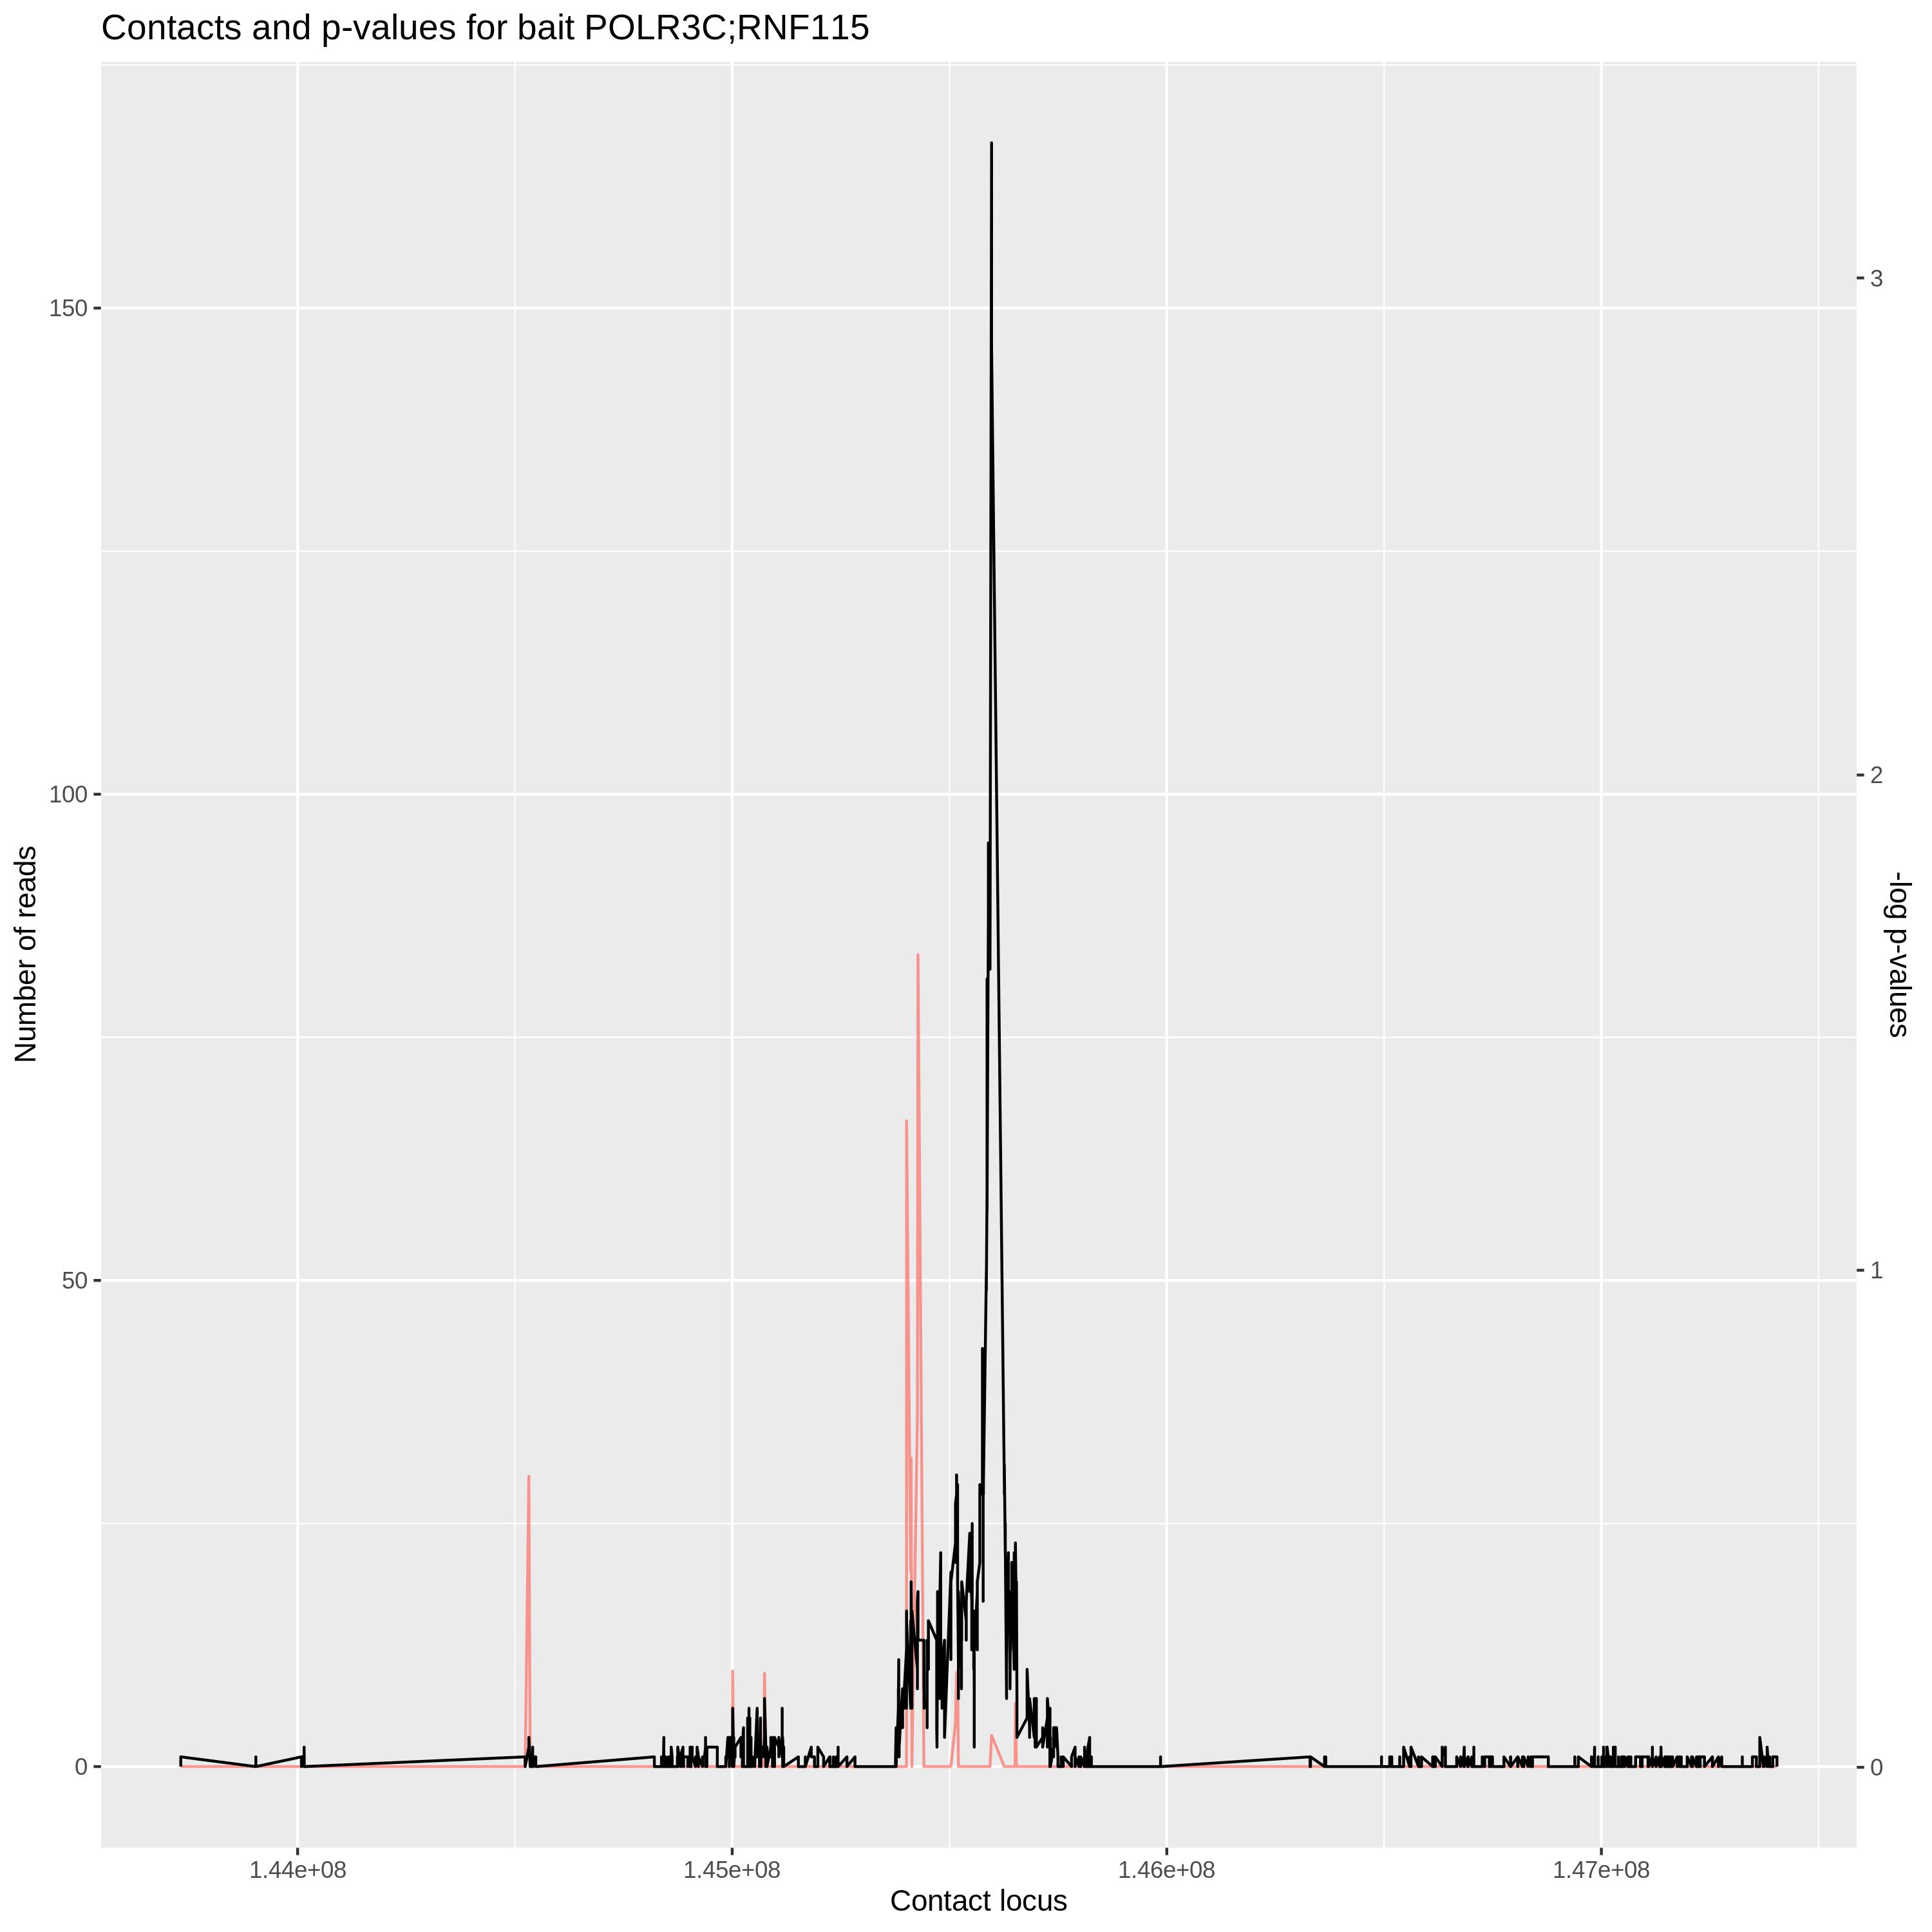 Contacts and p-values for bait POLR3C;RNF115
150
100
50
0
Number of reads
3
2
1
0
-log p-values
1.44e+08
1.45e+08
1.46e+08
1.47e+08
Contact locus